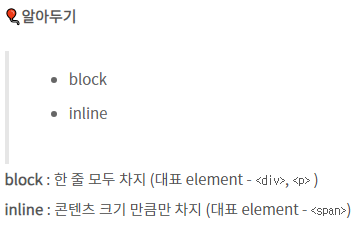 🎈알아두기
• block
• inline
block : 한 줄 모두 차지 (대표 element - <div>, <p> )
inline : 콘텐츠 크기 만큼만 차지 (대표 element - <span>)